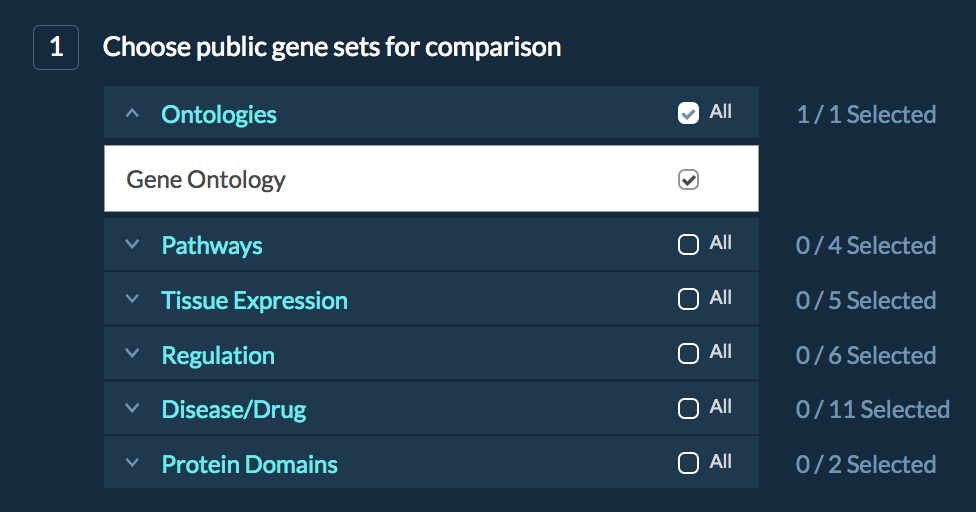 1 Choose public gene sets for comparison
Ontologies All 1 / 1 Selected
Gene Ontology
Pathways All 0 / 4 Selected
Tissue Expression All 0 / 5 Selected
Regulation All 0 / 6 Selected
Disease/Drug All 0 / 11 Selected
Protein Domains All 0 / 2 Selected